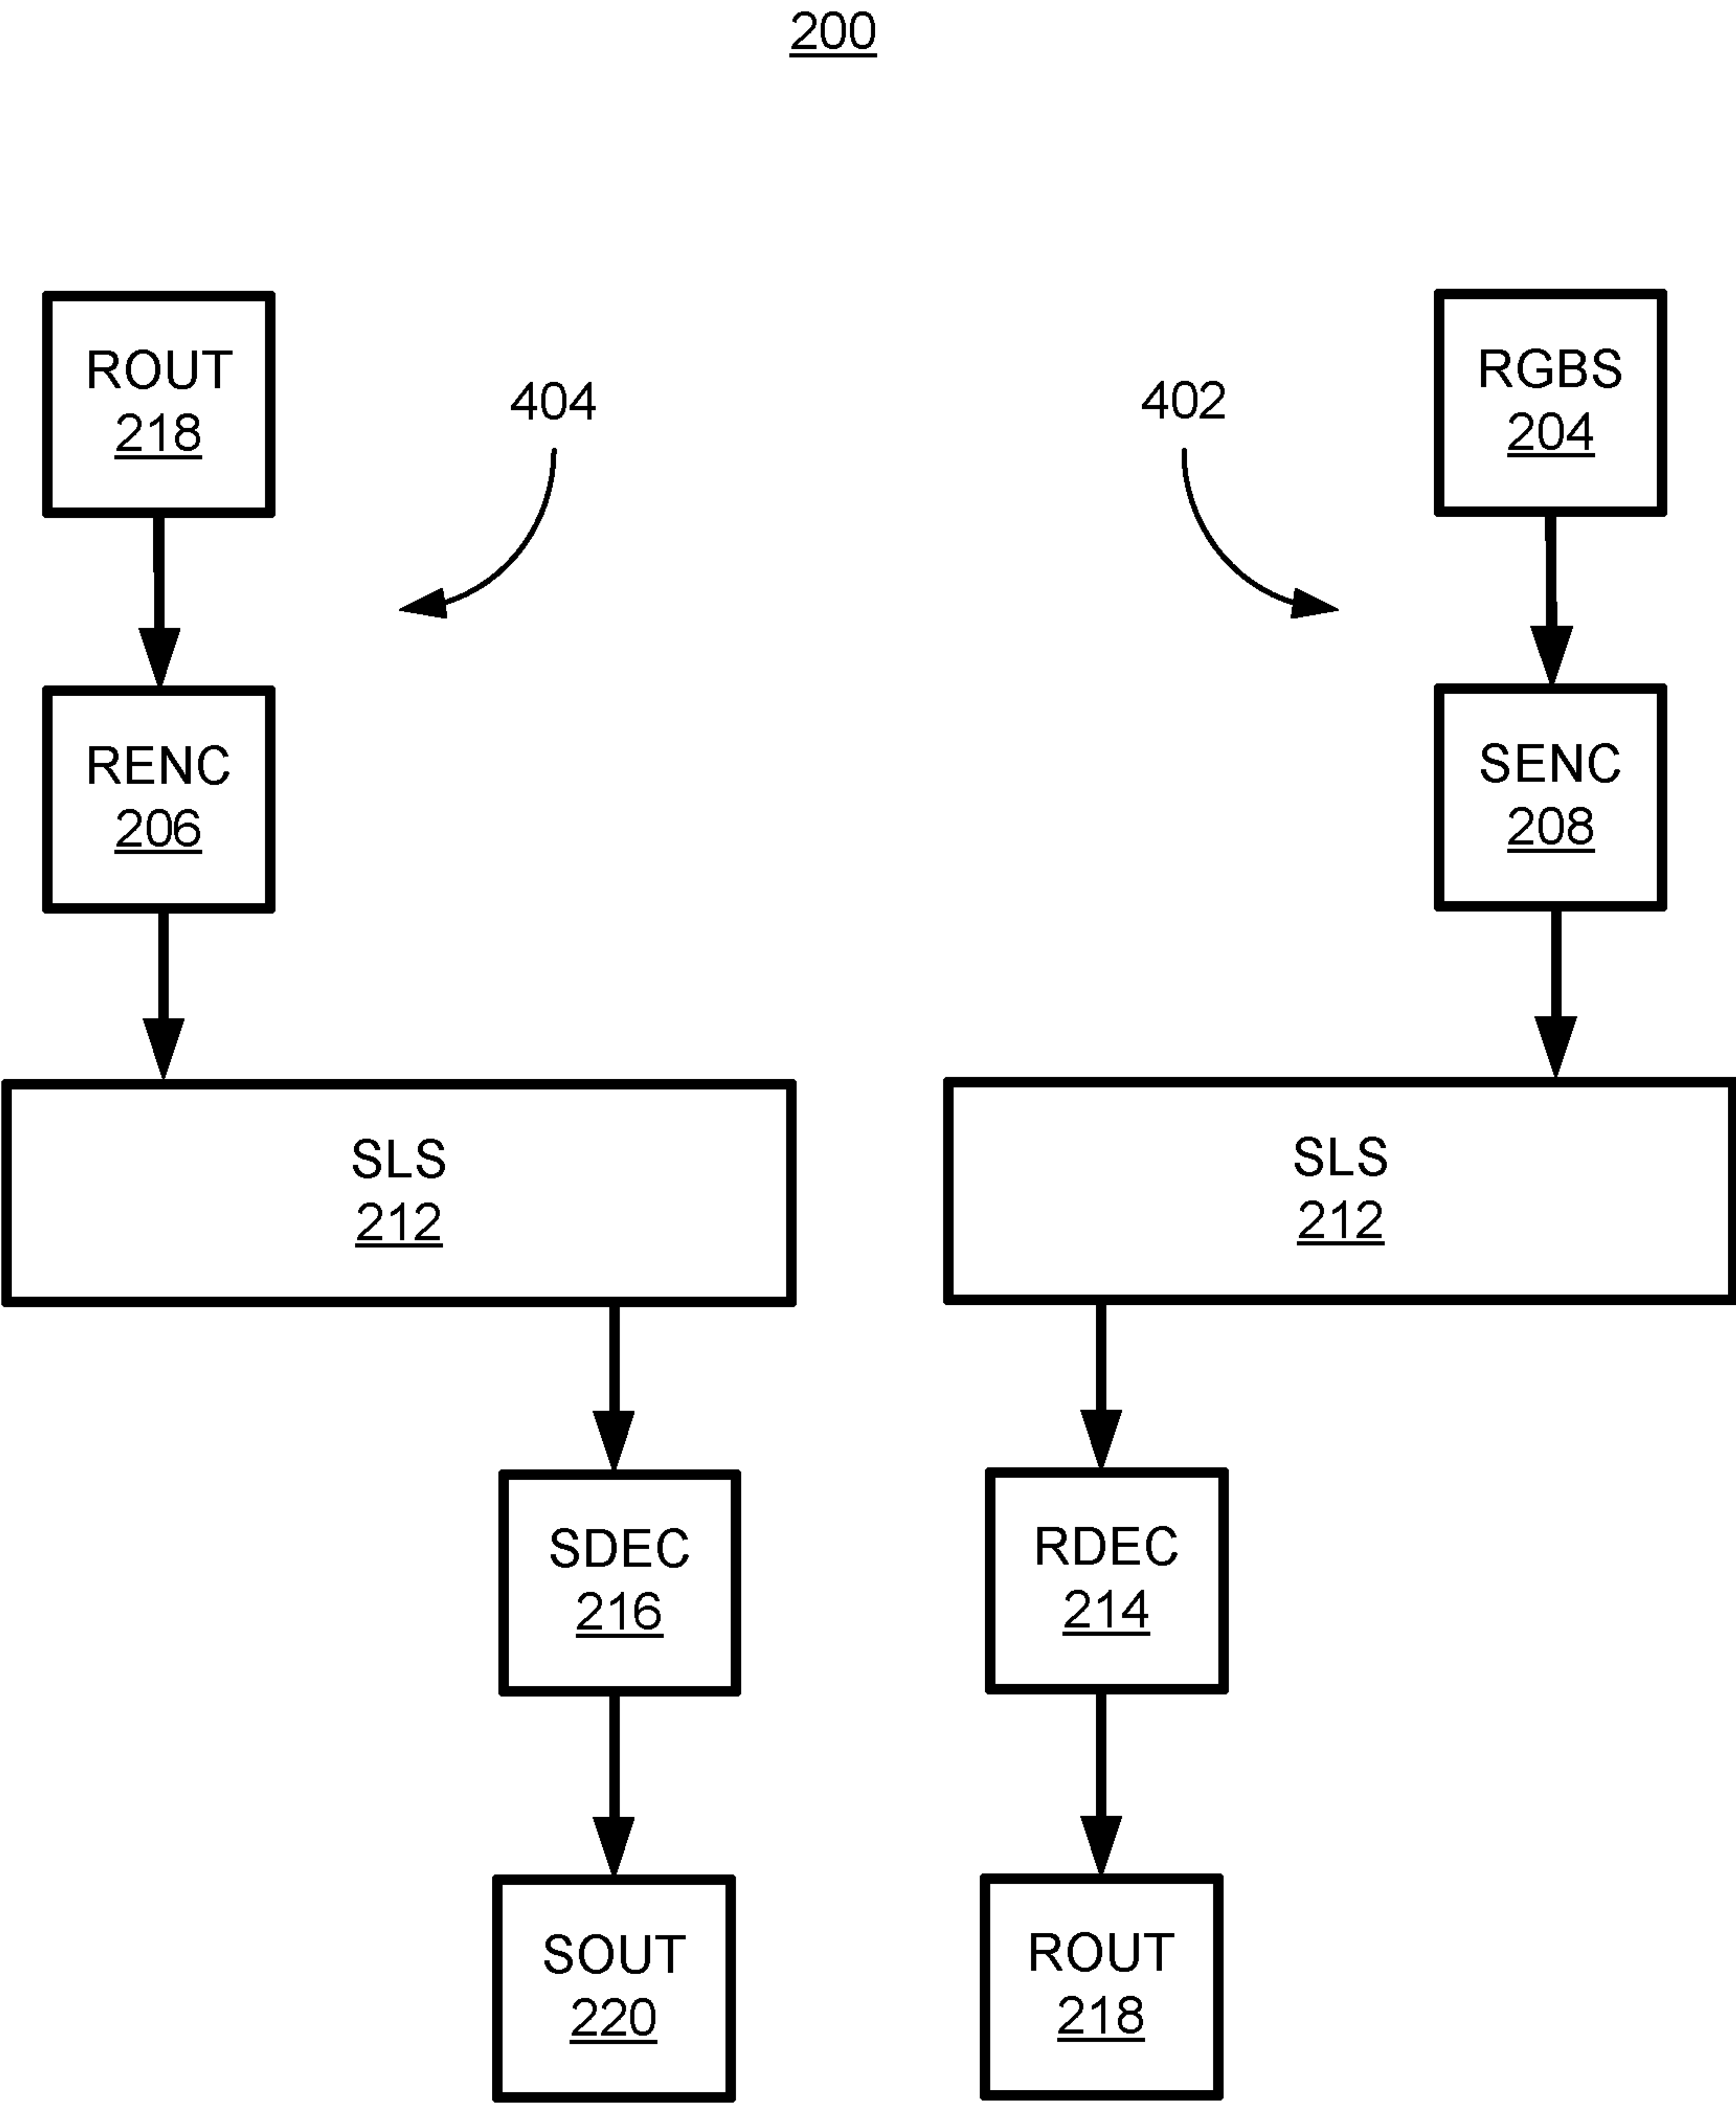 200
ROUT
218
404
402
RGBS
204
RENC
206
SENC
208
SLS
212
SLS
212
SDEC
216
RDEC
214
SOUT
220
ROUT
218